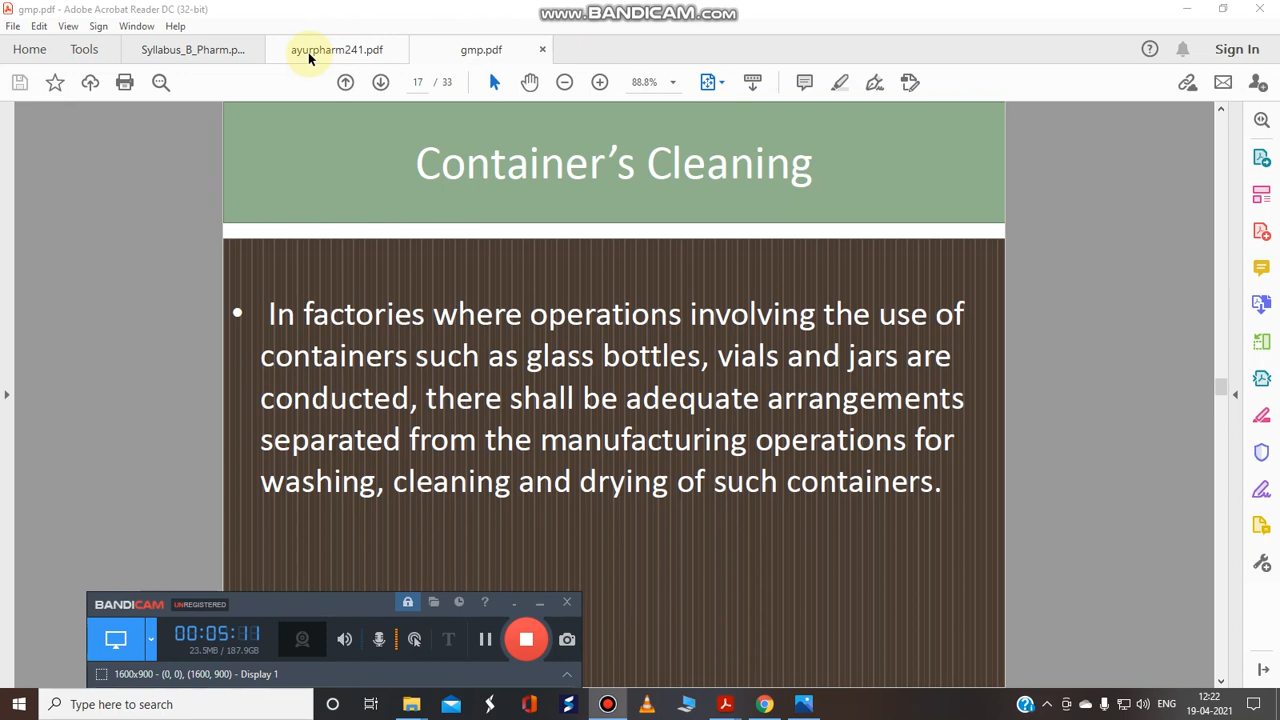 gmp.pdf - Adobe Acrobat Reader DC (32-bit)
www.BANDICAM.com
File Edit View Sign Window Help
Home Tools Syllabus_B_Pharm.p... ayurpharm241.pdf gmp.pdf × ? Sign In
17 / 33 88.8%
Container's Cleaning
• In factories where operations involving the use of
containers such as glass bottles, vials and jars are
conducted, there shall be adequate arrangements
separated from the manufacturing operations for
washing, cleaning and drying of such containers.
BANDICAM UNREGISTERED
00:05:11
23.5MB / 187.9GB
1600x900 - (0, 0), (1600, 900) - Display 1
Type here to search
ENG
12:22
19-04-2021